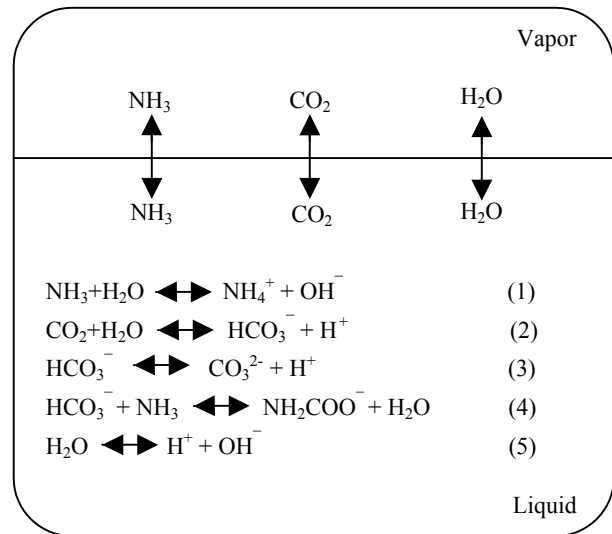 Vapor
NH₃ CO₂ H₂O
NH₃ CO₂ H₂O
NH₃+H₂O ↔ NH₄⁺ + OH⁻ (1)
CO₂+H₂O ↔ HCO₃⁻ + H⁺ (2)
HCO₃⁻ ↔ CO₃²⁻ + H⁺ (3)
HCO₃⁻ + NH₃ ↔ NH₂COO⁻ + H₂O (4)
H₂O ↔ H⁺ + OH⁻ (5)
Liquid